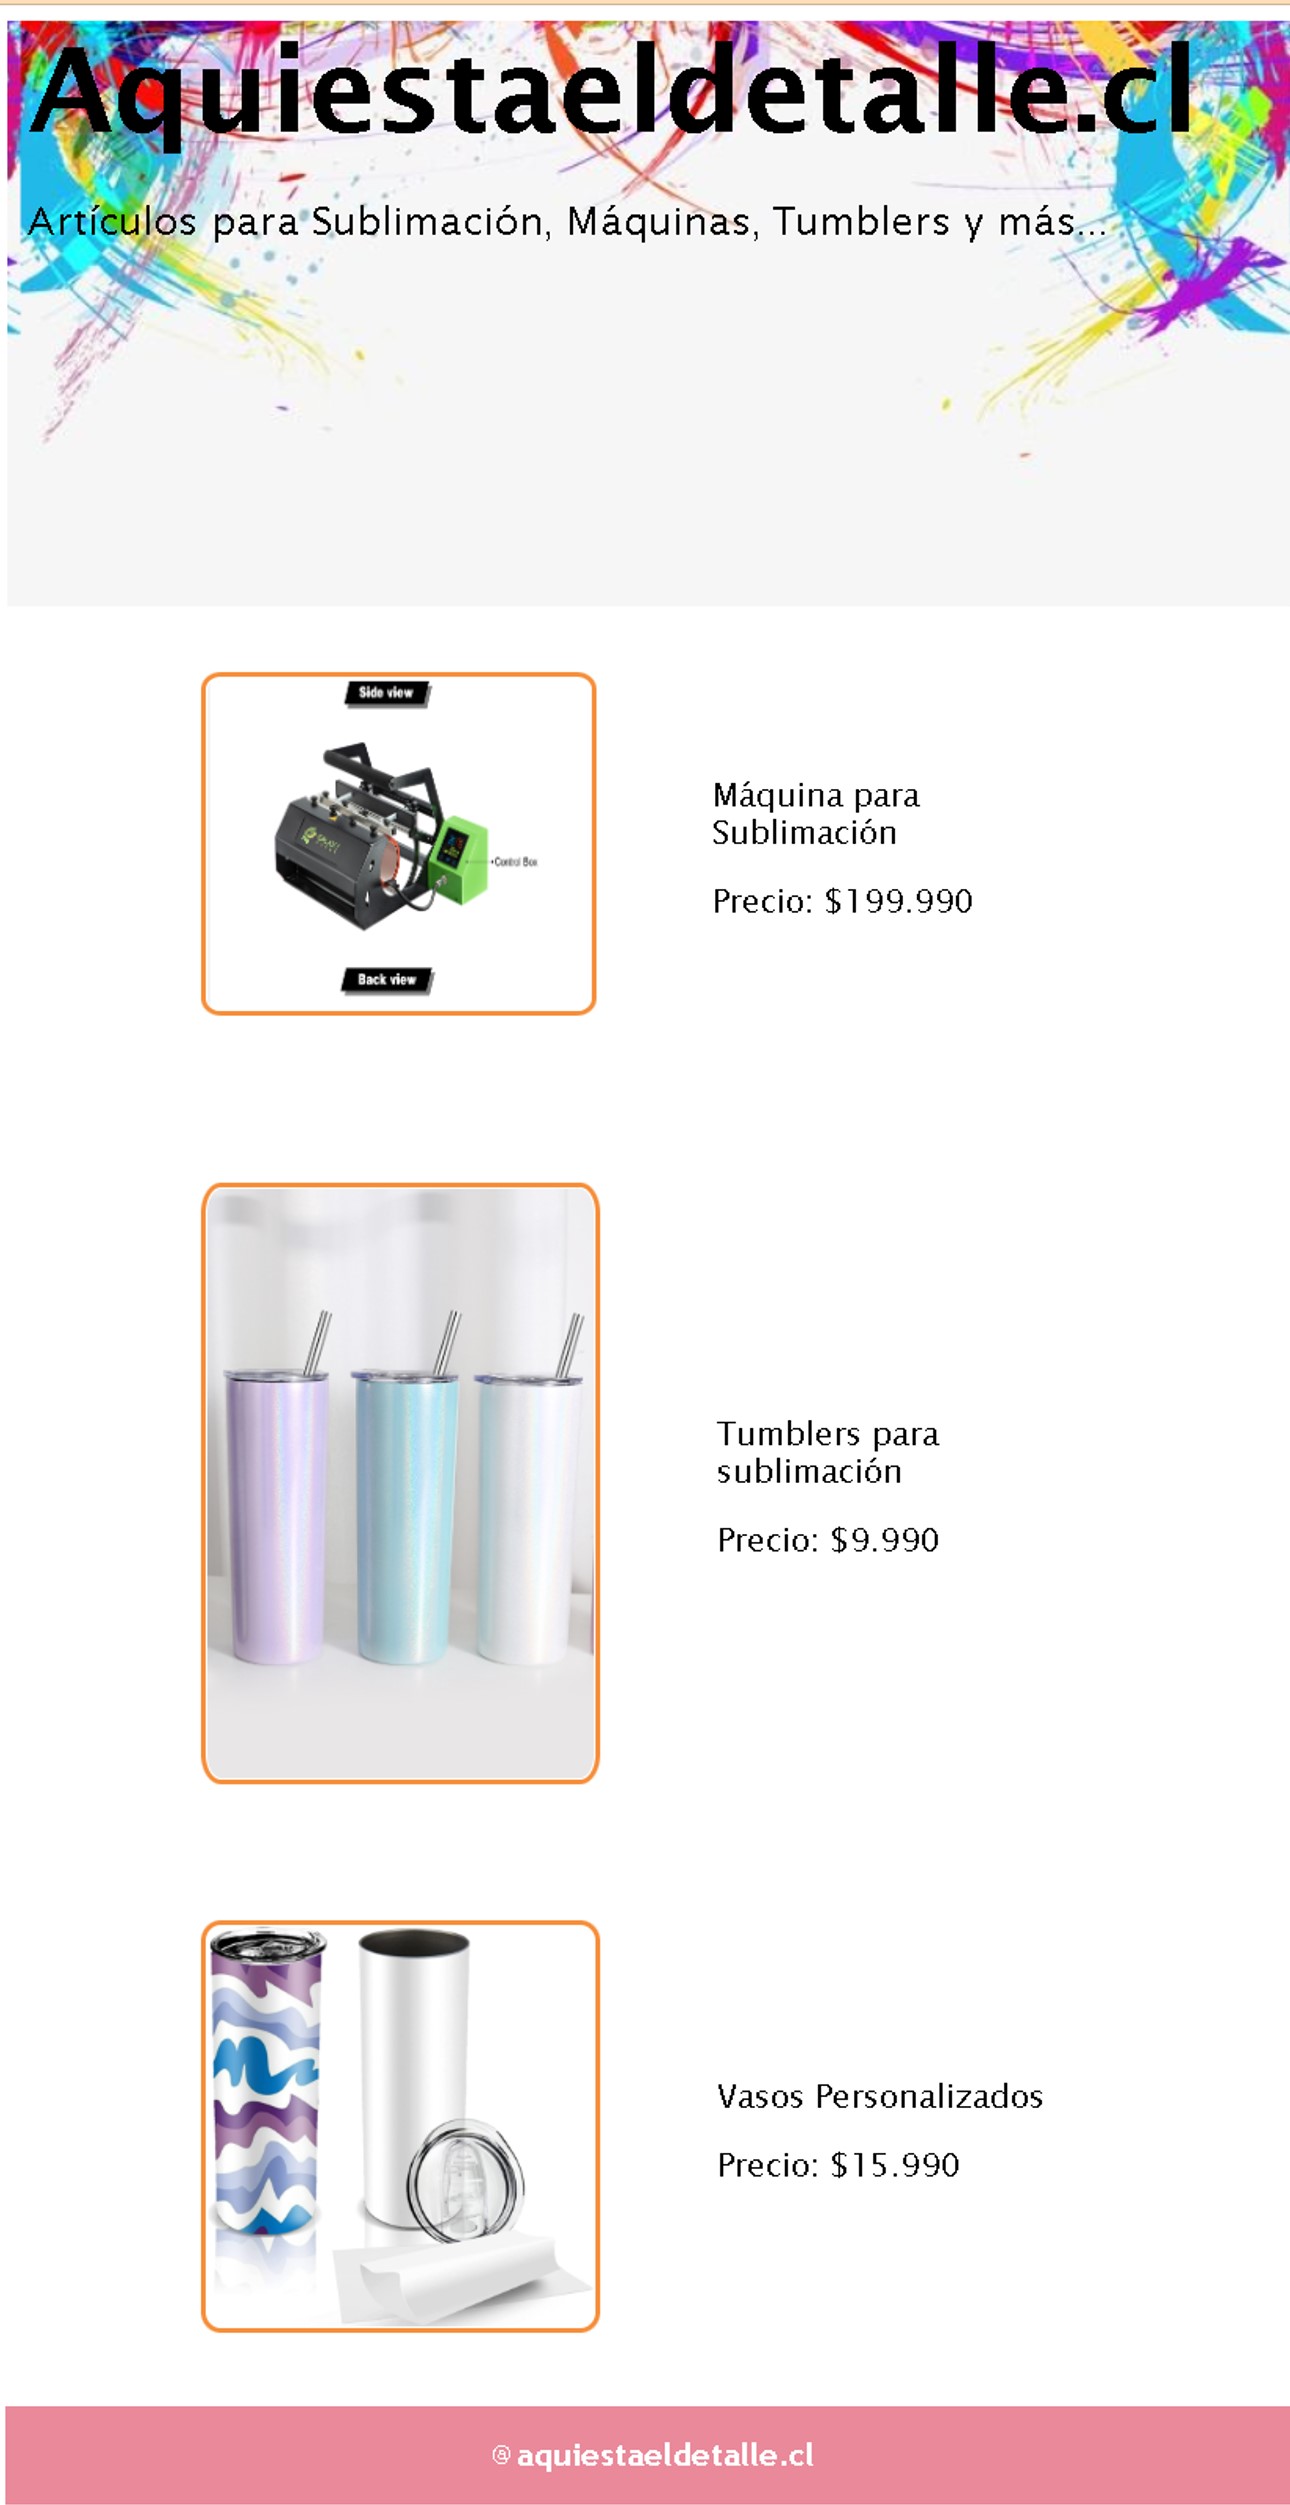 Aquiestaeldetalle.cl
Artículos para Sublimación, Máquinas, Tumblers y más...
Side view
Control Box
Back view
Máquina para
Sublimación
Precio: $199.990
Tumblers para
sublimación
Precio: $9.990
Vasos Personalizados
Precio: $15.990
@ aquiestaeldetalle.cl